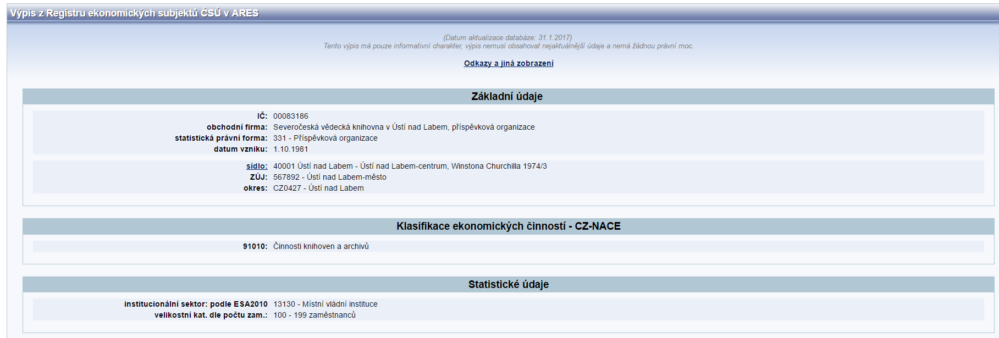 Výpis z Registru ekonomických subjektů ČSÚ v ARES
(Datum aktualizace databáze: 31.1.2017)
Tento výpis má pouze informativní charakter, výpis nemusí obsahovat nejaktuálnější údaje a nemá žádnou právní moc.
Odkazy a jiná zobrazení
Základní údaje
IČ: 00083186
obchodní firma: Severočeská vědecká knihovna v Ústí nad Labem, příspěvková organizace
statistická právní forma: 331 - Příspěvková organizace
datum vzniku: 1.10.1981
sídlo: 40001 Ústí nad Labem - Ústí nad Labem-centrum, Winstona Churchilla 1974/3
ZÚJ: 567892 - Ústí nad Labem-město
okres: CZ0427 - Ústí nad Labem
Klasifikace ekonomických činností - CZ-NACE
91010: Činnosti knihoven a archivů
Statistické údaje
institucionální sektor: podle ESA2010 13130 - Místní vládní instituce
velikostní kat. dle počtu zam.: 100 - 199 zaměstnanců